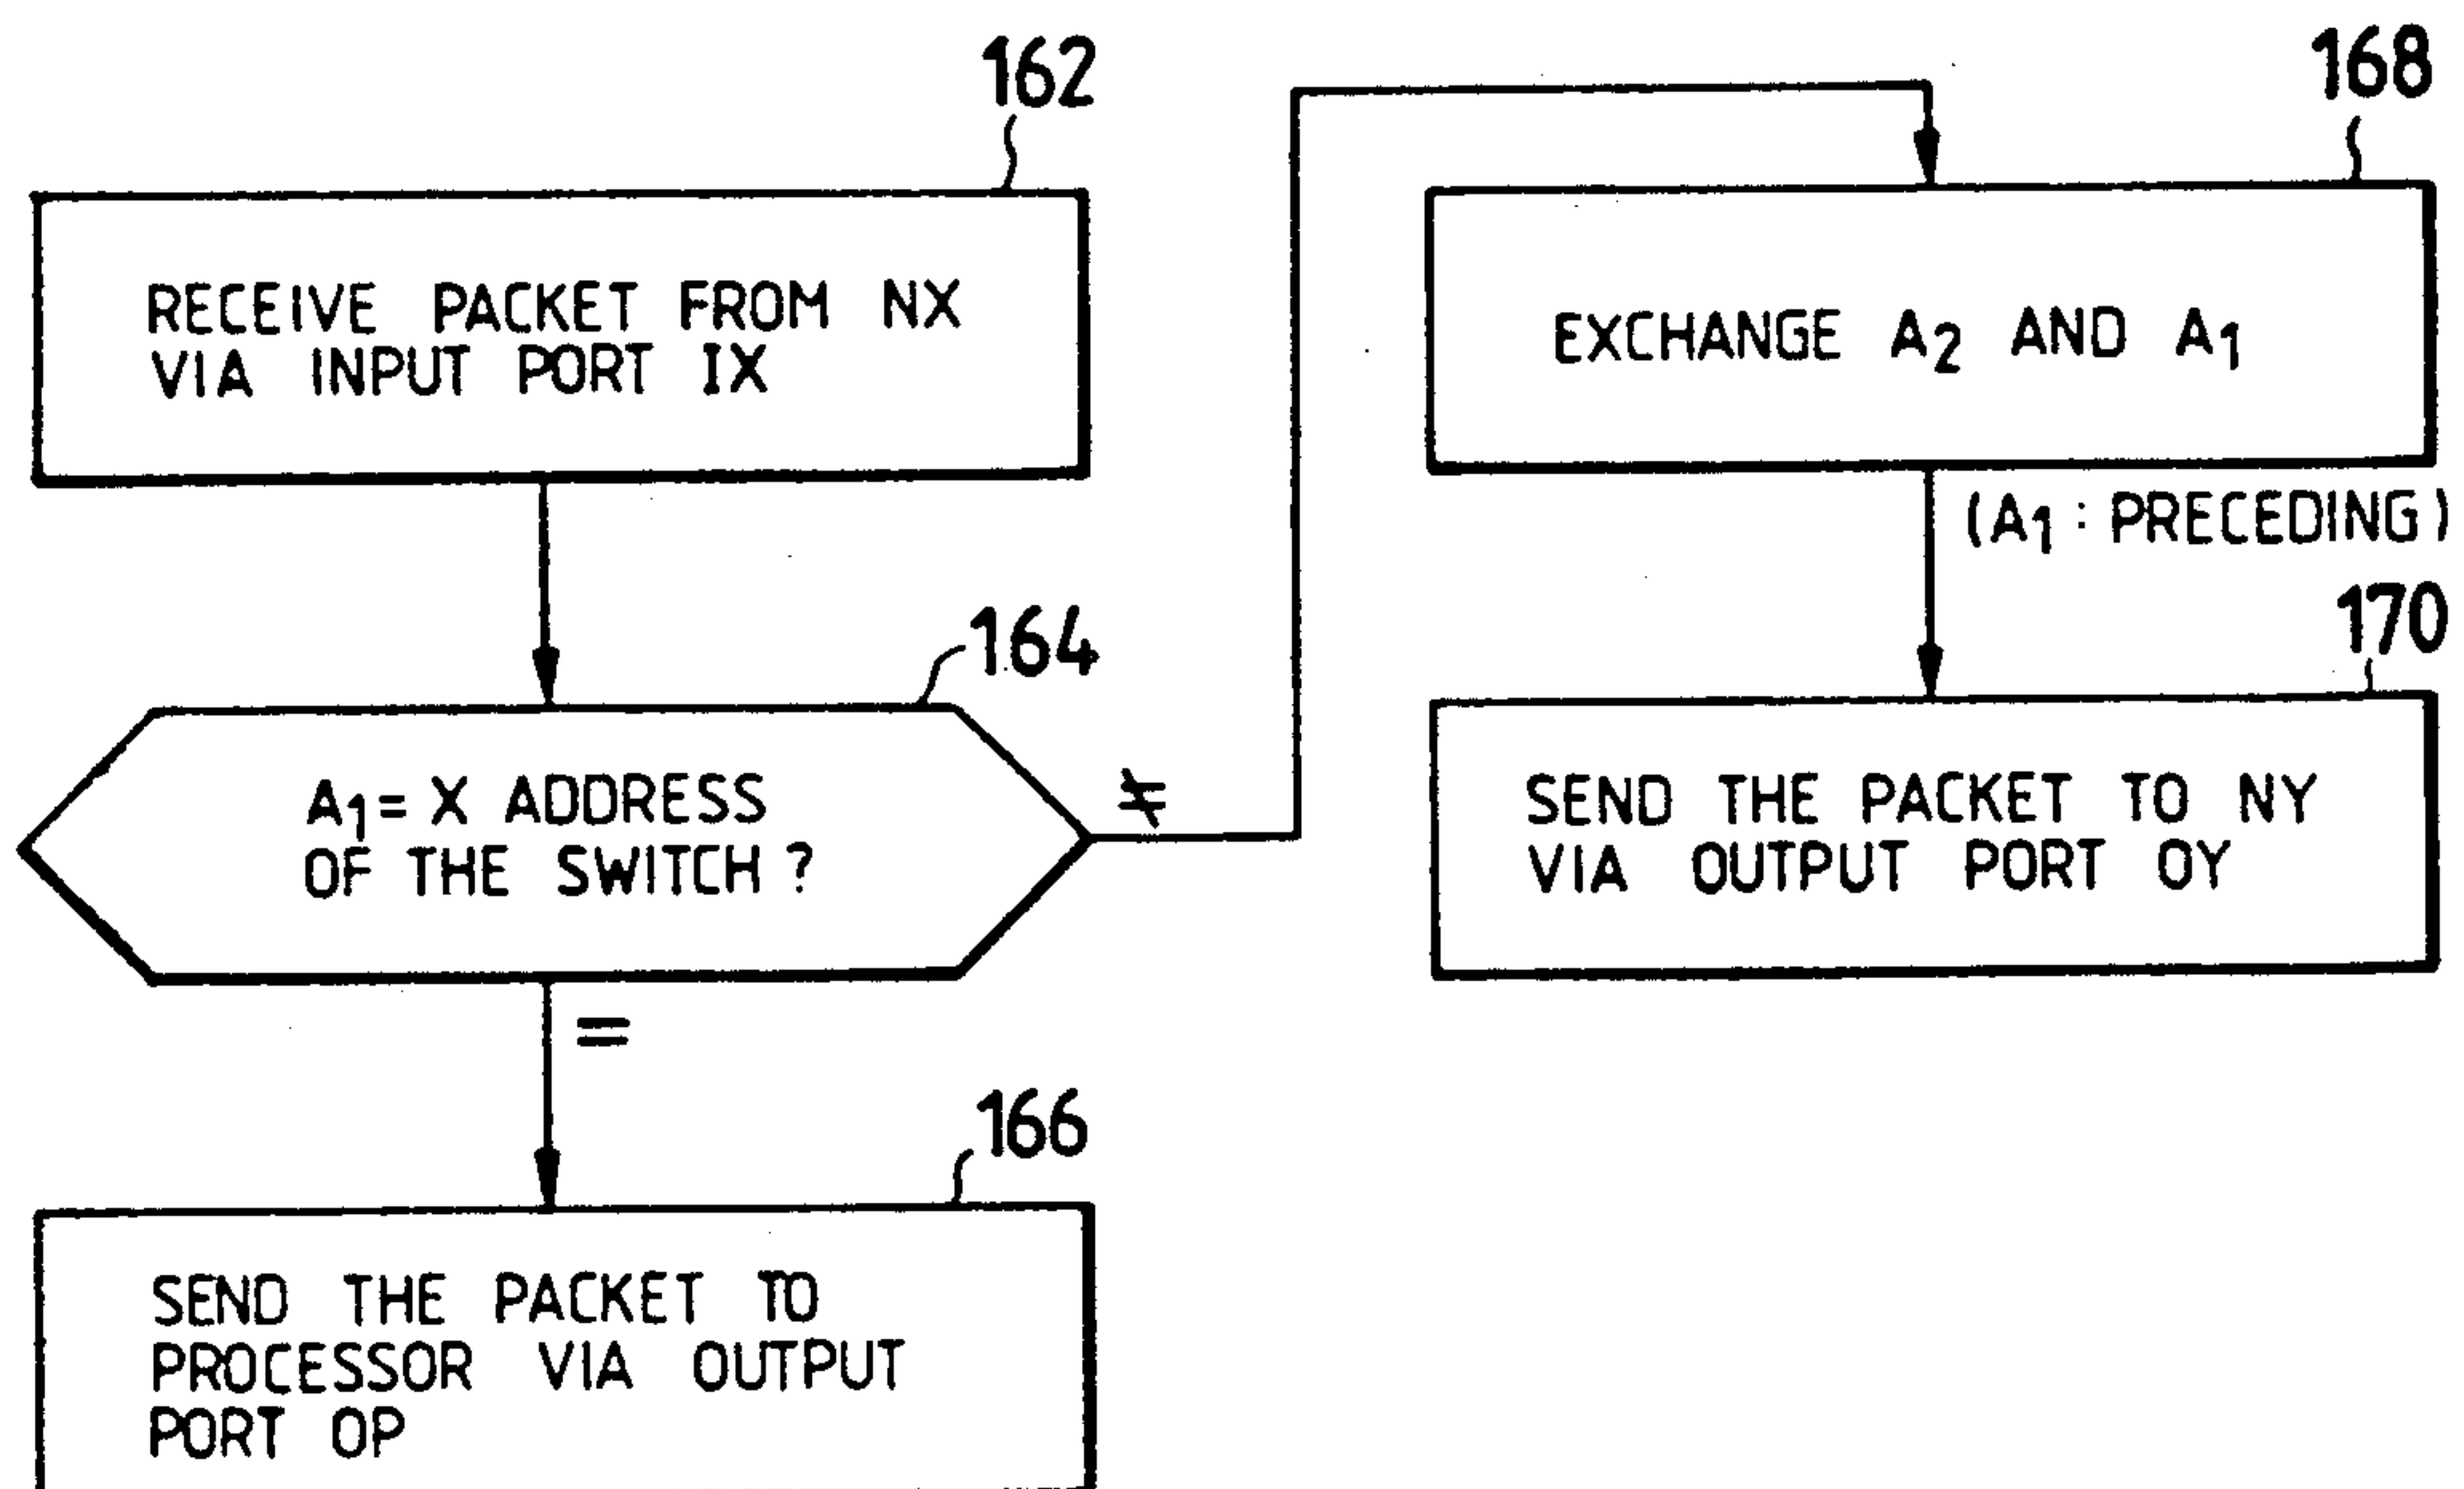 162
RECEIVE PACKET FROM NX
VIA INPUT PORT IX
164
A1 = X ADDRESS
OF THE SWITCH ?
≠
=
166
SEND THE PACKET TO
PROCESSOR VIA OUTPUT
PORT OP
168
EXCHANGE A2 AND A1
(A1 : PRECEDING)
170
SEND THE PACKET TO NY
VIA OUTPUT PORT OY